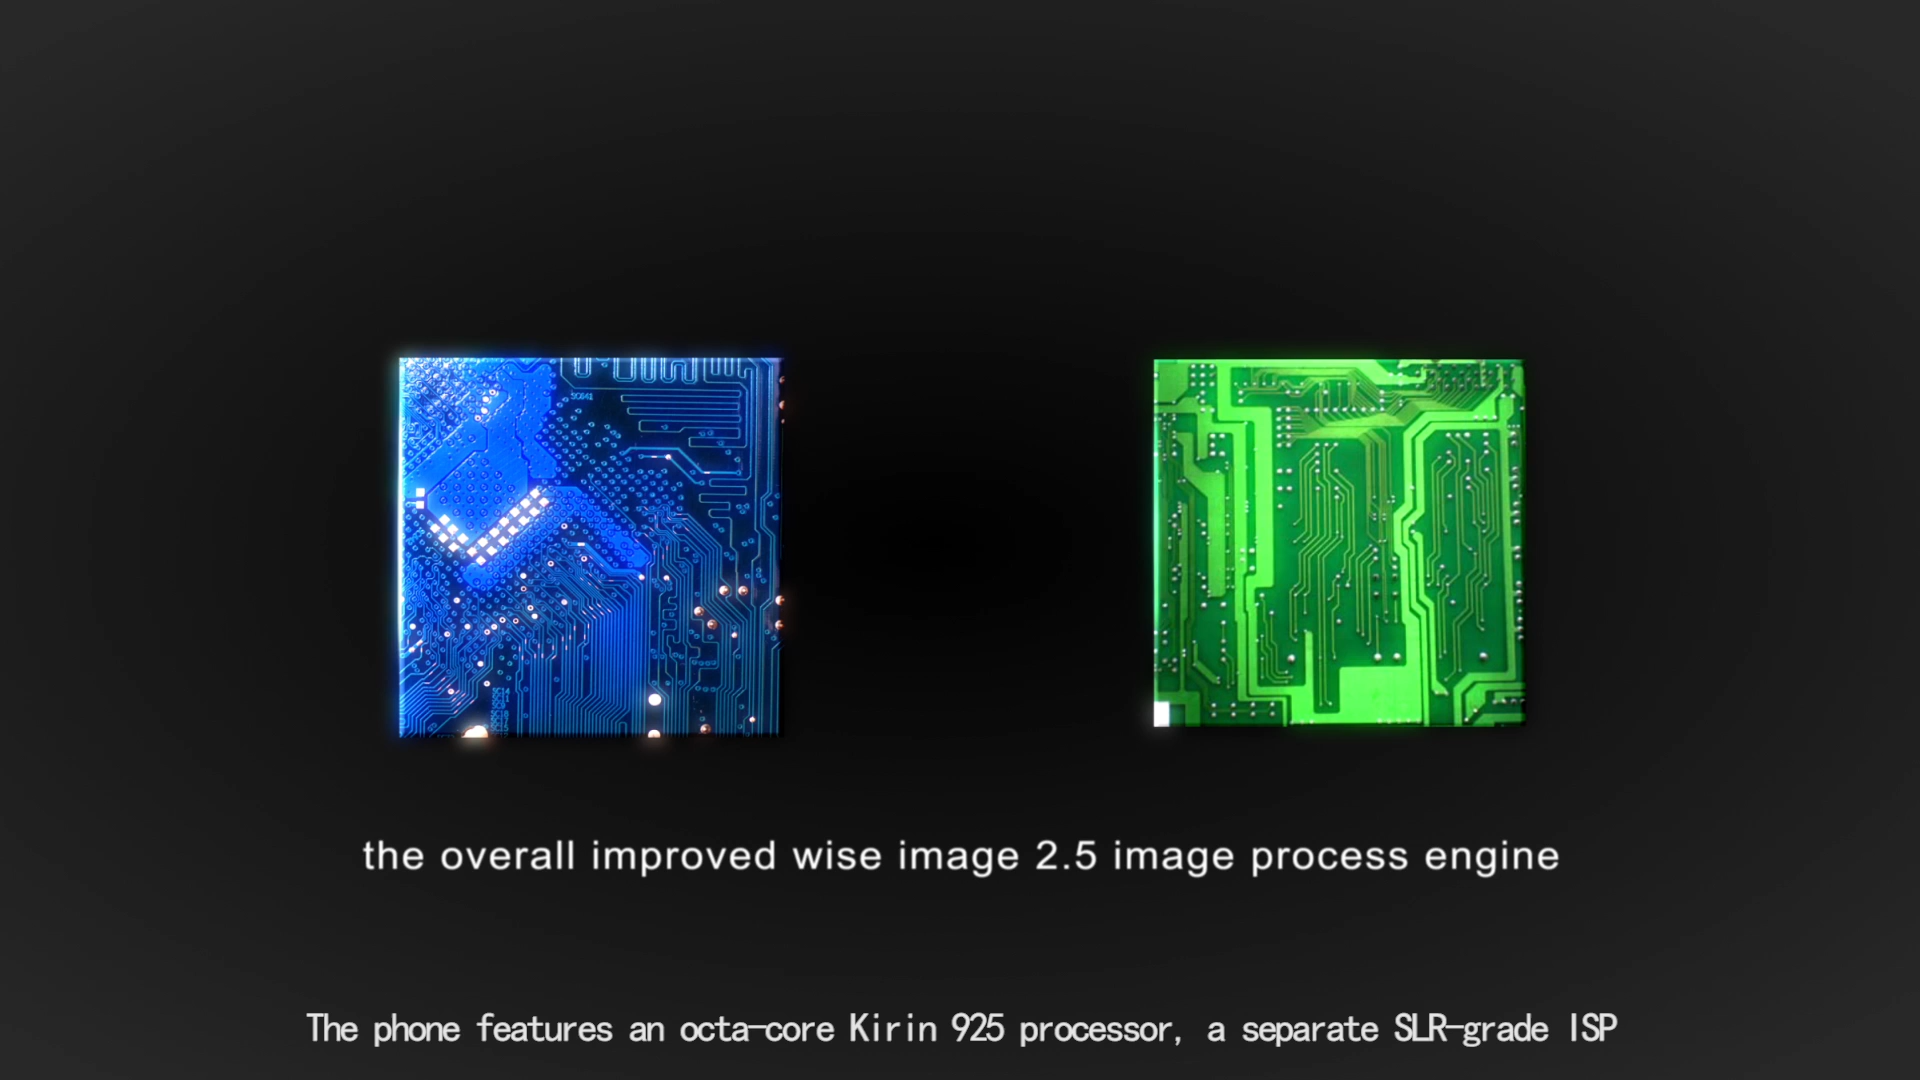 the overall improved wise image 2.5 image process engine
The phone features an octa-core Kirin 925 processor, a separate SLR-grade ISP